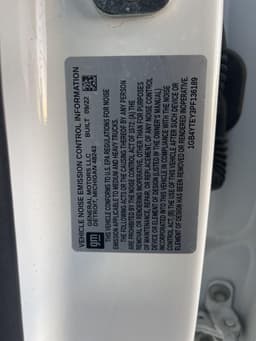 VEHICLE NOISE EMISSION CONTROL INFORMATION
gm
GENERAL MOTORS LLC
DETROIT, MICHIGAN 48243
BUILT 09/22
THIS VEHICLE CONFORMS TO U.S. EPA REGULATIONS FOR NOISE
EMISSION APPLICABLE TO MEDIUM AND HEAVY TRUCKS.
THE FOLLOWING ACTS OR THE CAUSING THEREOF BY ANY PERSON
ARE PROHIBITED BY THE NOISE CONTROL ACT OF 1972: (A) THE
REMOVAL OR RENDERING INOPERATIVE, OTHER THAN FOR PURPOSES
OF MAINTENANCE, REPAIR, OR REPLACEMENT, OF ANY NOISE CONTROL
DEVICE OR ELEMENT OF DESIGN (LISTED IN THE OWNER'S MANUAL)
INCORPORATED INTO THIS VEHICLE IN COMPLIANCE WITH THE NOISE
CONTROL ACT; (B) THE USE OF THIS VEHICLE AFTER SUCH DEVICE OR
ELEMENT OF DESIGN HAS BEEN REMOVED OR RENDERED INOPERATIVE.
1GB4YTEY3PF136189